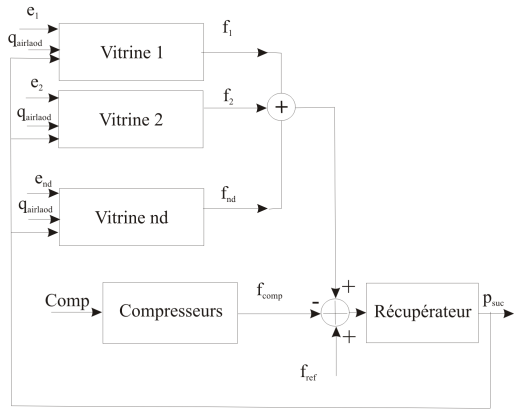 e1
qairlaod
Vitrine 1
f1
e2
qairlaod
Vitrine 2
f2
+
end
qairlaod
Vitrine nd
fnd
Comp
Compresseurs
fcomp
-
+
+
Récupérateur
psuc
fref